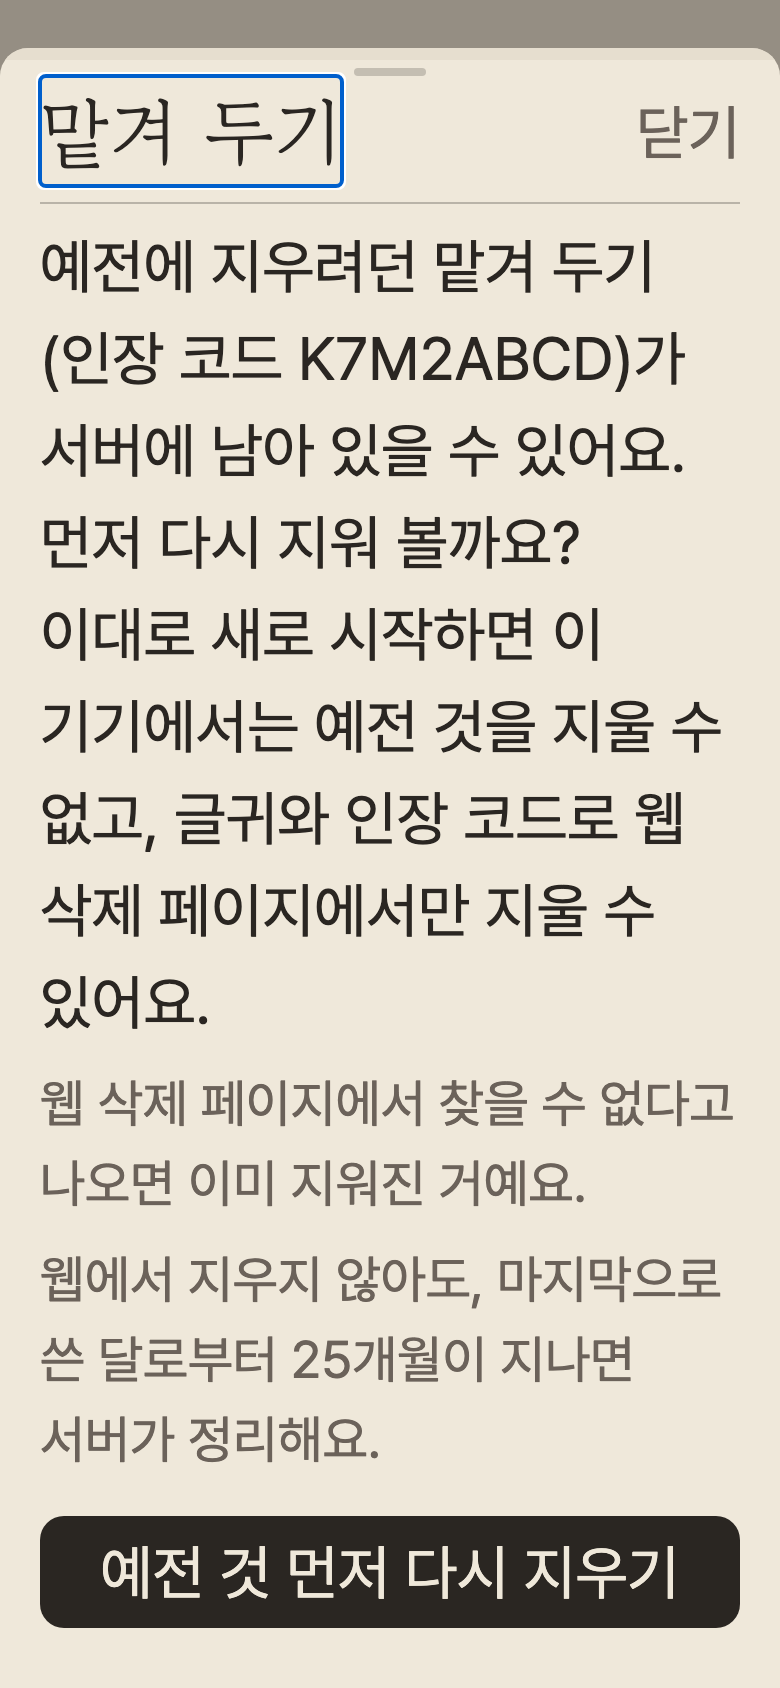 맡겨 두기
닫기
예전에 지우려던 맡겨 두기
(인장 코드 K7M2ABCD)가
서버에 남아 있을 수 있어요.
먼저 다시 지워 볼까요?
이대로 새로 시작하면 이
기기에서는 예전 것을 지울 수
없고, 글귀와 인장 코드로 웹
삭제 페이지에서만 지울 수
있어요.
웹 삭제 페이지에서 찾을 수 없다고
나오면 이미 지워진 거예요.
웹에서 지우지 않아도, 마지막으로
쓴 달로부터 25개월이 지나면
서버가 정리해요.
예전 것 먼저 다시 지우기